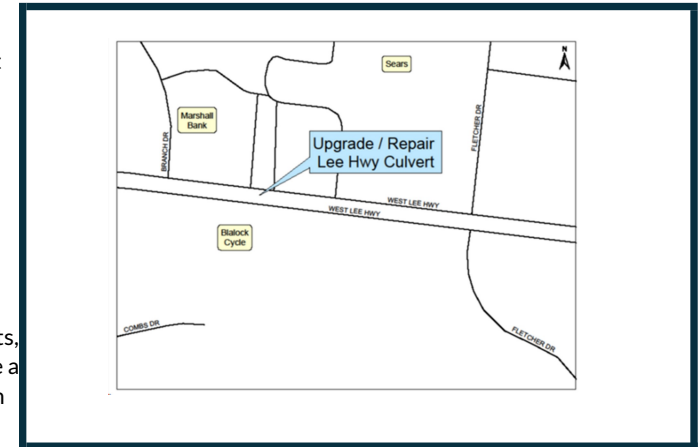 N
Sears
Marshall
Bank
BRANCH DR
FLETCHER DR
Upgrade / Repair
Lee Hwy Culvert
WEST LEE HWY
WEST LEE HWY
Blalock
Cycle
COMBS DR
FLETCHER DR
e a